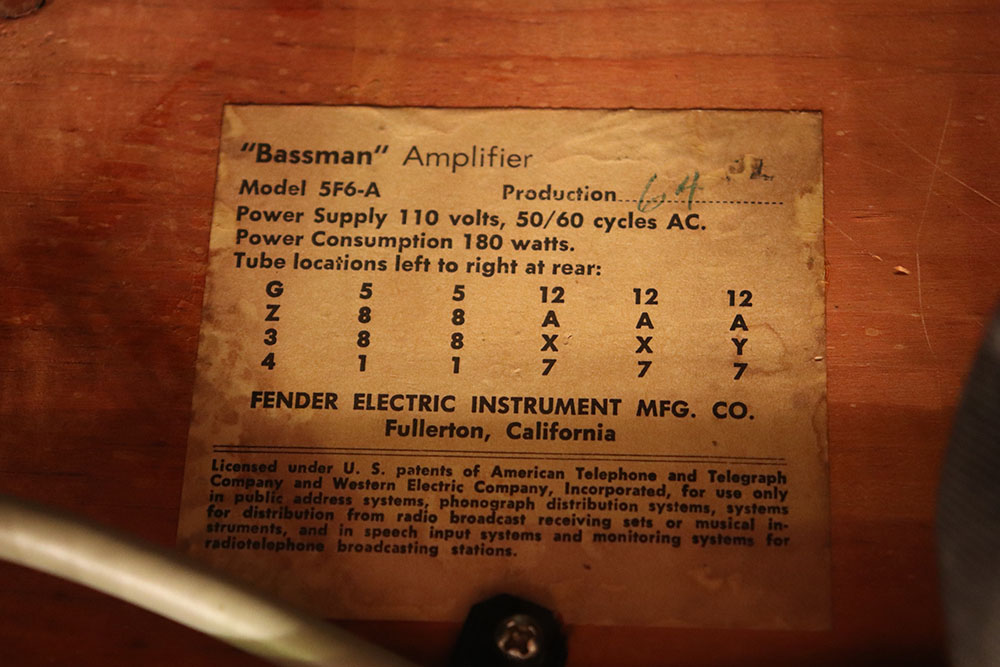 "Bassman" Amplifier
Model 5F6-A Production 64
Power Supply 110 volts, 50/60 cycles AC.
Power Consumption 180 watts.
Tube locations left to right at rear:
G 5 5 12 12 12
Z 8 8 A A A
3 8 8 X X Y
4 1 1 7 7 7
FENDER ELECTRIC INSTRUMENT MFG. CO.
Fullerton, California
Licensed under U. S. patents of American Telephone and Telegraph
Company and Western Electric Company, Incorporated, for use only
in public address systems, phonograph distribution systems, systems
for distribution from radio broadcast receiving sets or musical in-
struments, and in speech input systems and monitoring systems for
radiotelephone broadcasting stations.